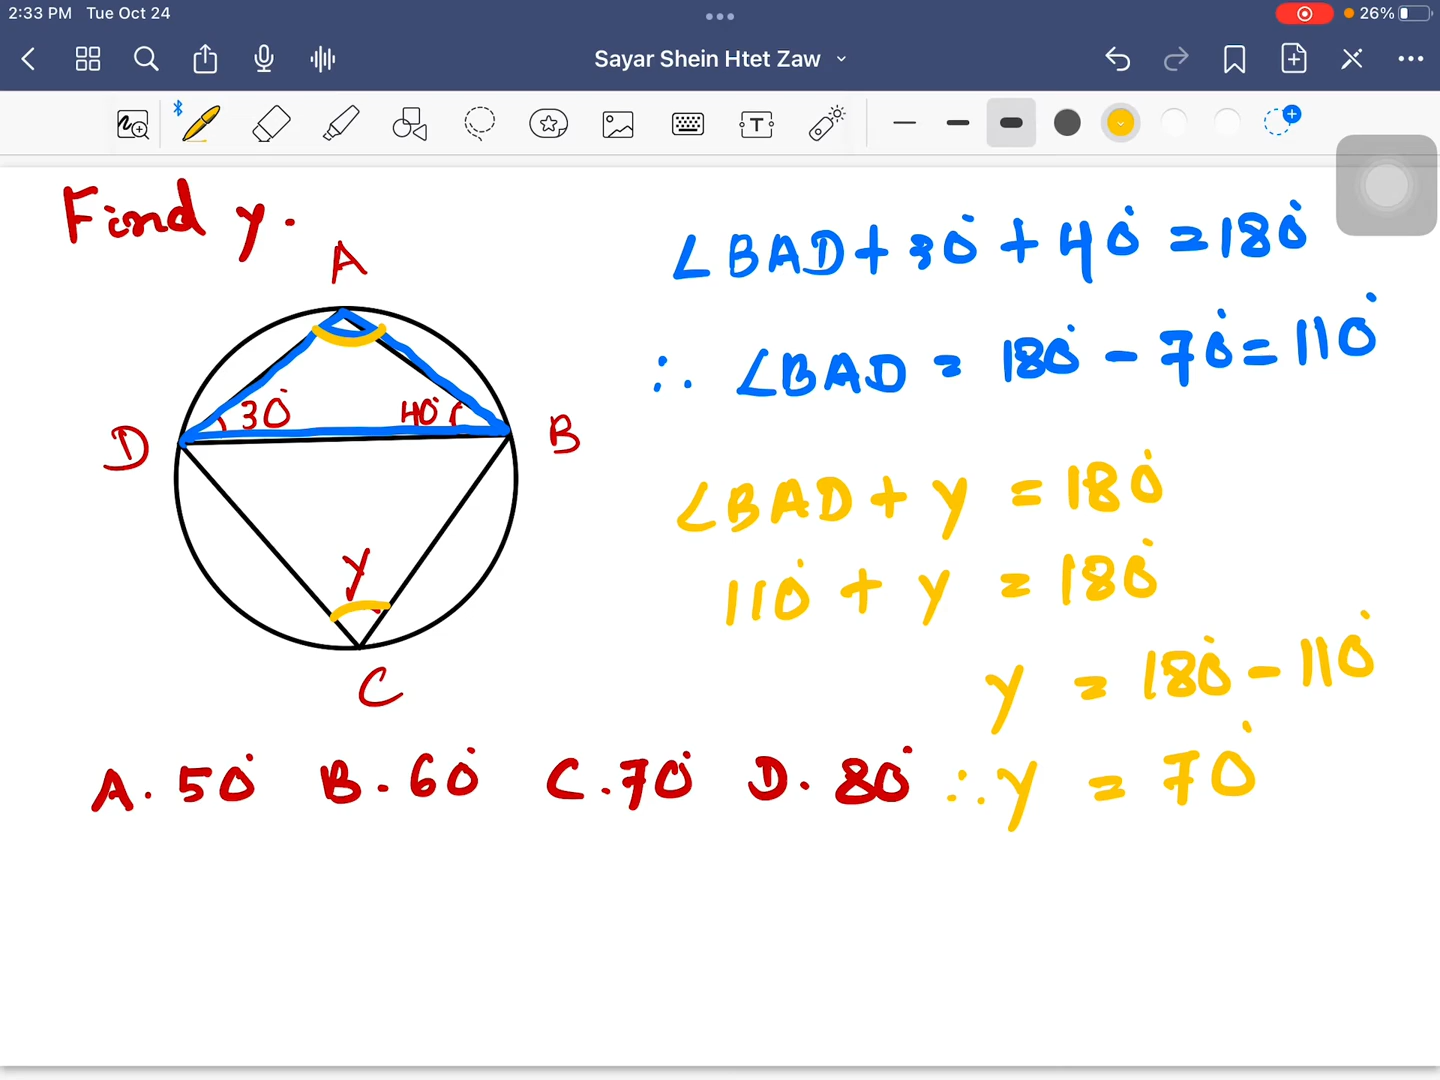 2:33 PM Tue Oct 24
26%
Sayar Shein Htet Zaw
T
Find y.
A
30°
40°
D
B
y
C
∠BAD + 30° + 40° = 180°
∴ ∠BAD = 180° - 70° = 110°
∠BAD + y = 180°
110° + y = 180°
y = 180° - 110°
∴ y = 70°
A. 50° B. 60° C. 70° D. 80°